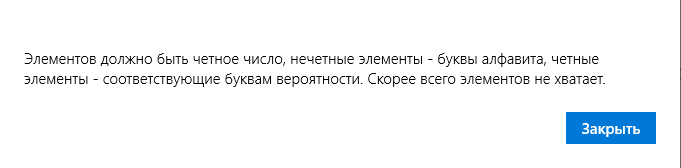 Элементов должно быть четное число, нечетные элементы - буквы алфавита, четные
элементы - соответствующие буквам вероятности. Скорее всего элементов не хватает.
Закрыть